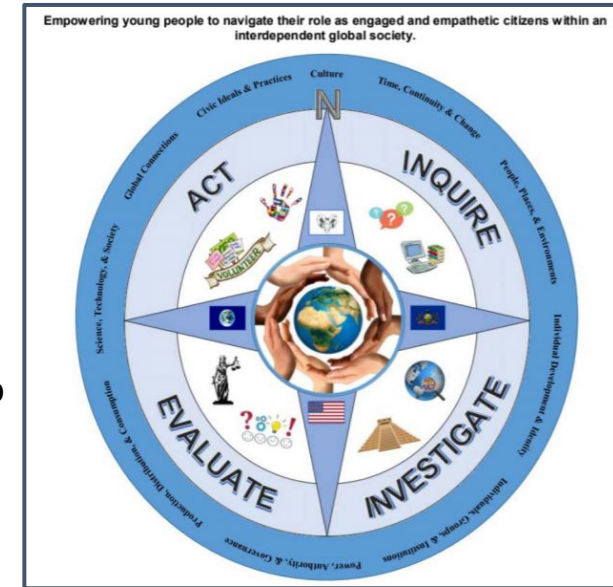 Empowering young people to navigate their role as engaged and empathetic citizens within an
interdependent global society.
Culture
Time, Continuity & Change
People, Places, & Environments
Individual Development & Identity
Individuals, Groups, & Institutions
Power, Authority, & Governance
Production, Distribution, & Consumption
Science, Technology, & Society
Global Connections
Civic Ideals & Practices
N
ACT
INQUIRE
INVESTIGATE
EVALUATE
VOLUNTEER